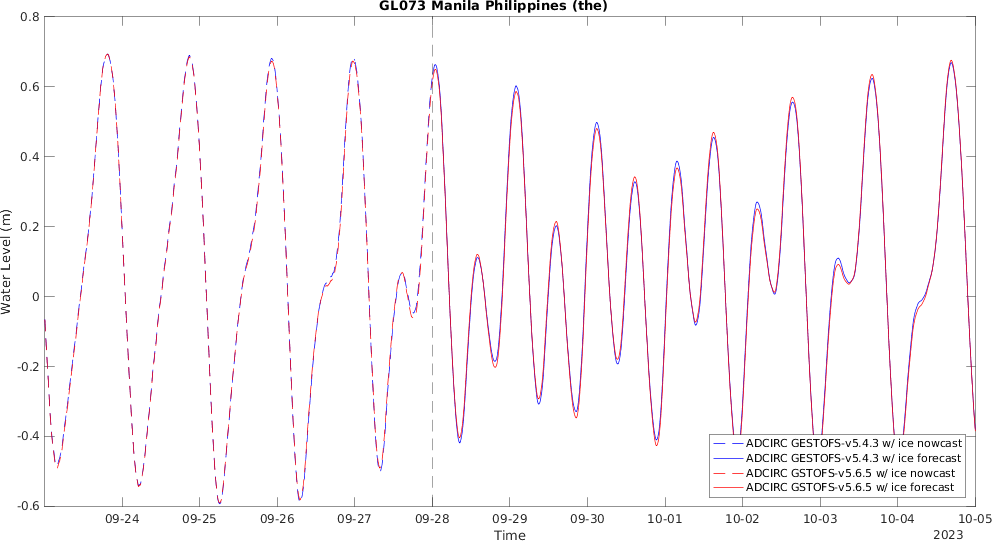 GL073 Manila Philippines (the)
0.8
0.6
0.4
0.2
0
-0.2
-0.4
-0.6
Water Level (m)
ADCIRC GESTOFS-v5.4.3 w/ ice nowcast
ADCIRC GESTOFS-v5.4.3 w/ ice forecast
ADCIRC GSTOFS-v5.6.5 w/ ice nowcast
ADCIRC GSTOFS-v5.6.5 w/ ice forecast
09-24 09-25 09-26 09-27 09-28 09-29 09-30 10-01 10-02 10-03 10-04 10-05
Time
2023